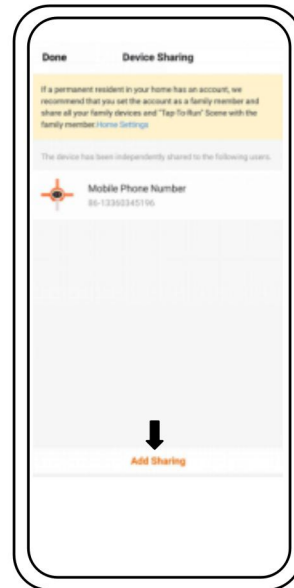 Done Device Sharing
If a permanent resident in your home has an account, we
recommend that you set the account as a family member and
share all your family devices and "Tap-To-Run" Scene with the
family member.Home Settings
The device has been independently shared to the following users.
Mobile Phone Number
86-13360345196
Add Sharing